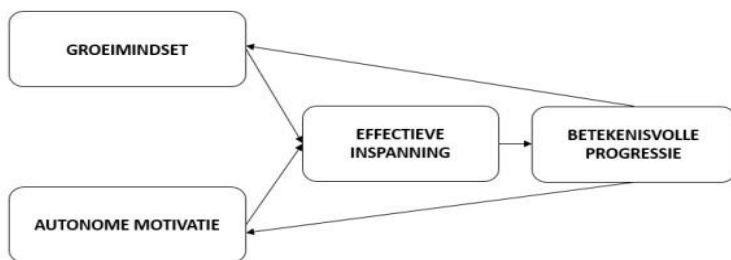 GROEIMINDSET
EFFECTIEVE
INSPANNING
BETEKENISVOLLE
PROGRESSIE
AUTONOME MOTIVATIE